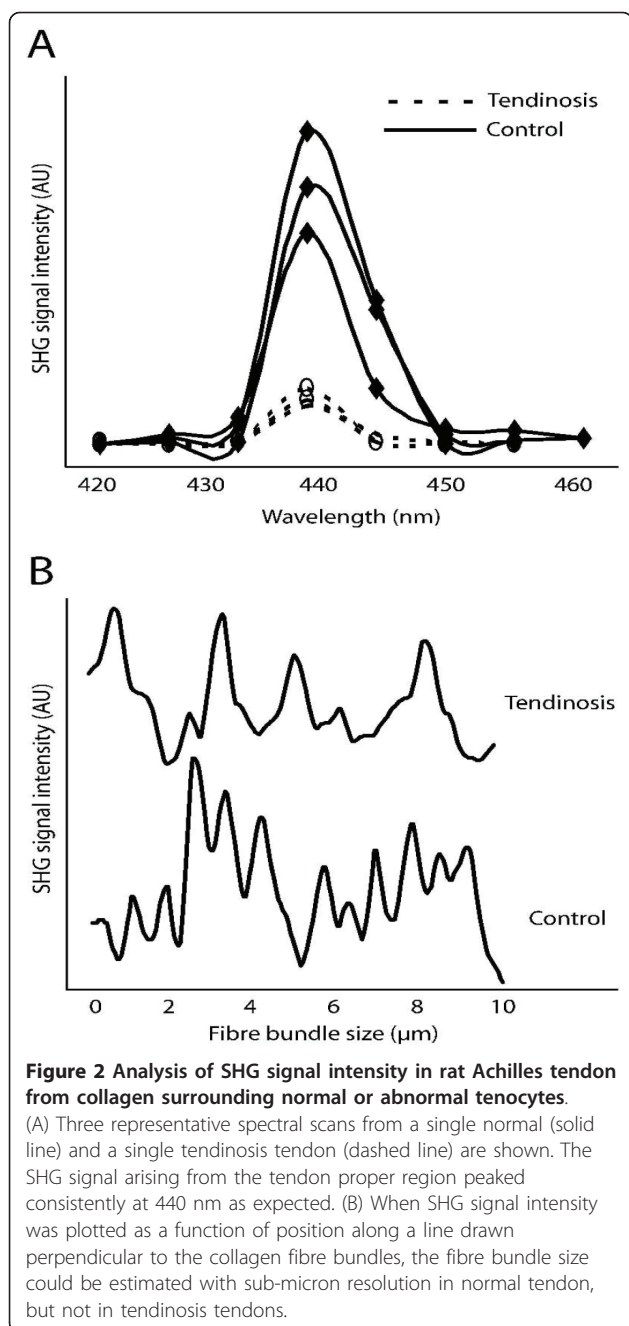 A
SHG signal intensity (AU)
Tendinosis
Control
420 430 440 450 460
Wavelength (nm)
B
SHG signal intensity (AU)
Tendinosis
Control
0 2 4 6 8 10
Fibre bundle size (µm)
Figure 2 Analysis of SHG signal intensity in rat Achilles tendon
from collagen surrounding normal or abnormal tenocytes.
(A) Three representative spectral scans from a single normal (solid
line) and a single tendinosis tendon (dashed line) are shown. The
SHG signal arising from the tendon proper region peaked
consistently at 440 nm as expected. (B) When SHG signal intensity
was plotted as a function of position along a line drawn
perpendicular to the collagen fibre bundles, the fibre bundle size
could be estimated with sub-micron resolution in normal tendon,
but not in tendinosis tendons.